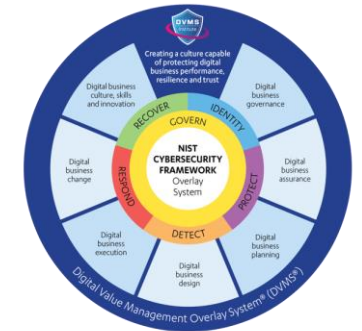 DVMS
INSTITUTE
Creating a culture capable
of protecting digital
business performance,
resilience and trust
Digital business
culture, skills
and innovation
Digital
business
governance
RECOVER
IDENTITY
GOVERN
NIST
CYBERSECURITY
FRAMEWORK
Overlay
System
Digital
business
change
Digital
business
assurance
RESPOND
PROTECT
DETECT
Digital
business
execution
Digital
business
design
Digital
business
planning
Digital Value Management Overlay System® (DVMS®)